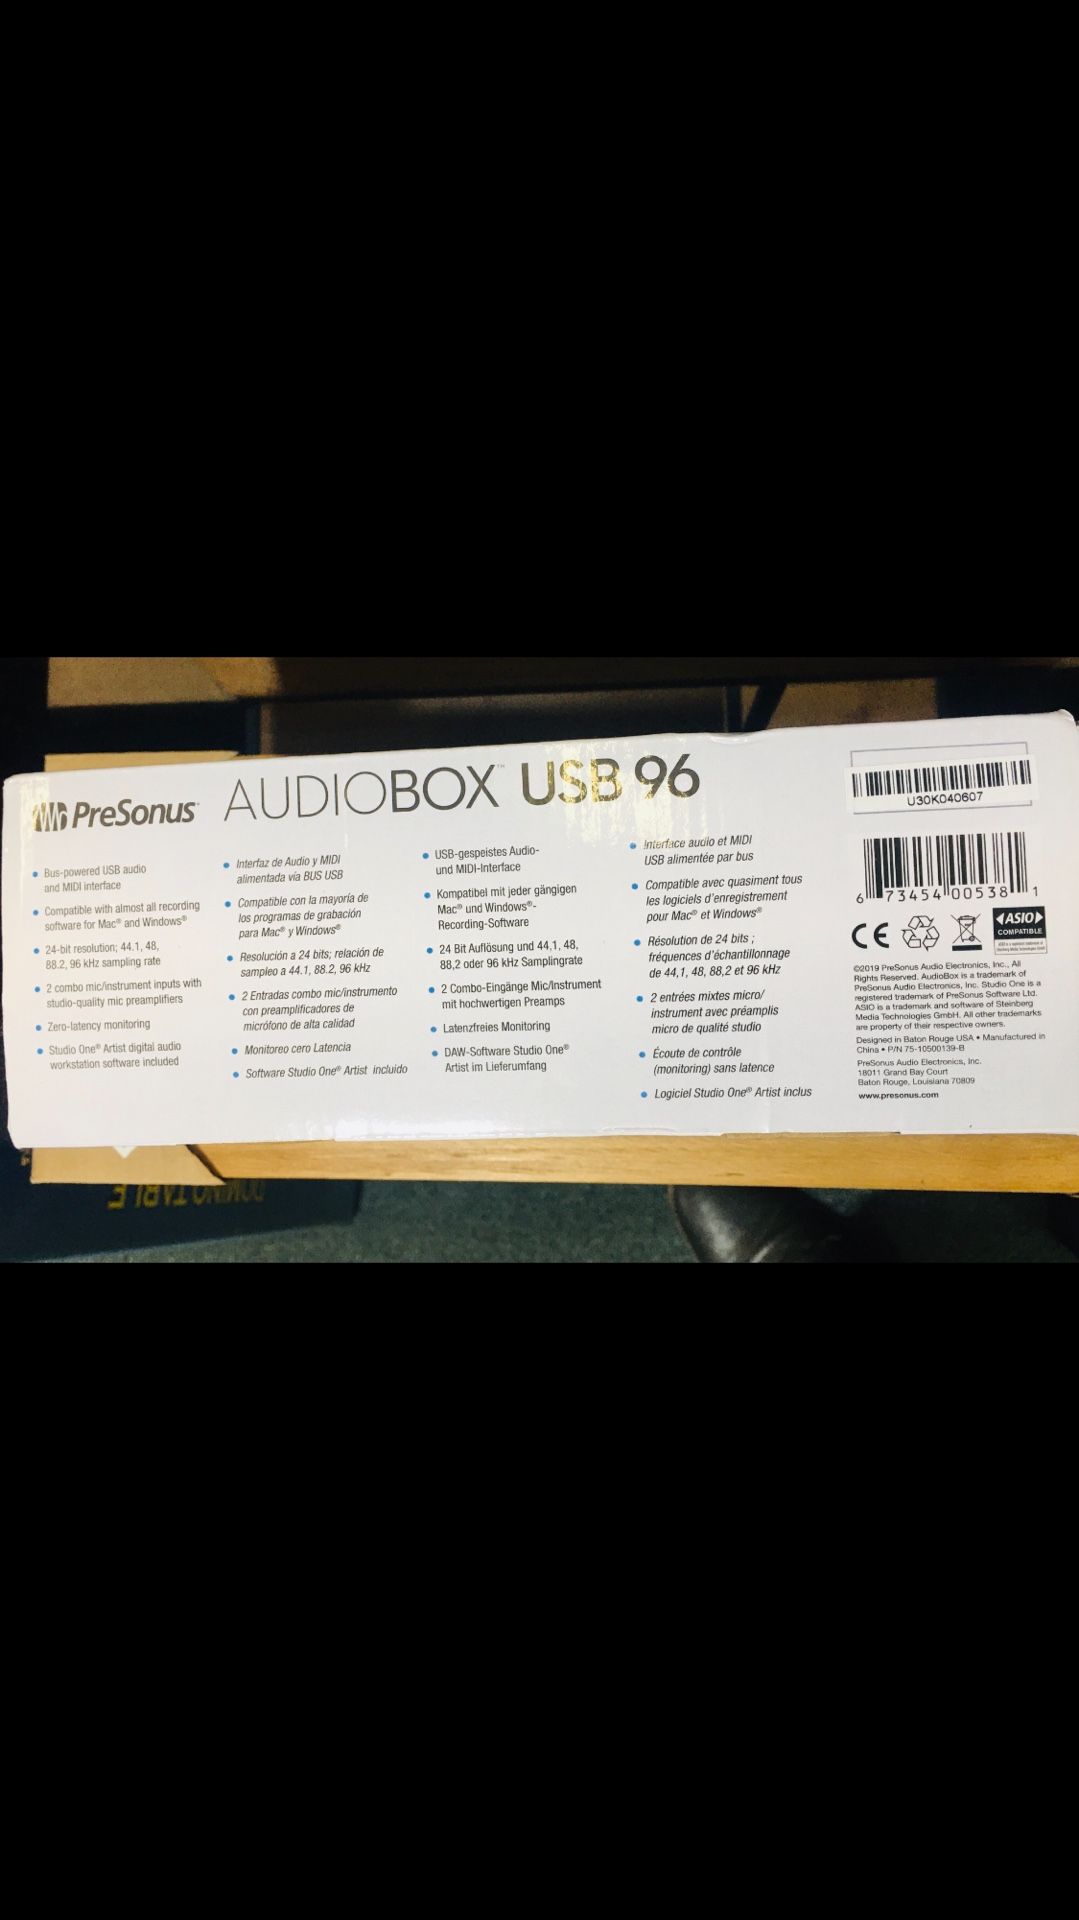 PreSonus
AUDIOBOX™ USB 96
• Bus-powered USB audio
and MIDI interface
• Compatible with almost all recording
software for Mac® and Windows®
• 24-bit resolution; 44.1, 48,
88.2, 96 kHz sampling rate
• 2 combo mic/instrument inputs with
studio-quality mic preamplifiers
• Zero-latency monitoring
• Studio One® Artist digital audio
workstation software included
• Interfaz de Audio y MIDI
alimentada vía BUS USB
• Compatible con la mayoría de
los programas de grabación
para Mac® y Windows®
• Resolución a 24 bits; relación de
sampleo a 44.1, 88.2, 96 kHz
• 2 Entradas combo mic/instrumento
con preamplificadores de
micrófono de alta calidad
• Monitoreo cero Latencia
• Software Studio One® Artist incluido
• USB-gespeistes Audio-
und MIDI-Interface
• Kompatibel mit jeder gängigen
Mac® und Windows®-
Recording-Software
• 24 Bit Auflösung und 44,1, 48,
88,2 oder 96 kHz Samplingrate
• 2 Combo-Eingänge Mic/Instrument
mit hochwertigen Preamps
• Latenzfreies Monitoring
• DAW-Software Studio One®
Artist im Lieferumfang
• Interface audio et MIDI
USB alimentée par bus
• Compatible avec quasiment tous
les logiciels d'enregistrement
pour Mac® et Windows®
• Résolution de 24 bits ;
fréquences d'échantillonnage
de 44,1, 48, 88,2 et 96 kHz
• 2 entrées mixtes micro/
instrument avec préamplis
micro de qualité studio
• Écoute de contrôle
(monitoring) sans latence
• Logiciel Studio One® Artist inclus
U30K040607
6 73454 00538 1
CE
ASIO
COMPATIBLE
©2019 PreSonus Audio Electronics, Inc., All
Rights Reserved. AudioBox is a trademark of
PreSonus Audio Electronics, Inc. Studio One is a
registered trademark of PreSonus Software Ltd.
ASIO is a trademark and software of Steinberg
Media Technologies GmbH. All other trademarks
are property of their respective owners.
Designed in Baton Rouge USA • Manufactured in
China • P/N 75-10500139-B
PreSonus Audio Electronics, Inc.
18011 Grand Bay Court
Baton Rouge, Louisiana 70809
www.presonus.com
DOMINO TABLE